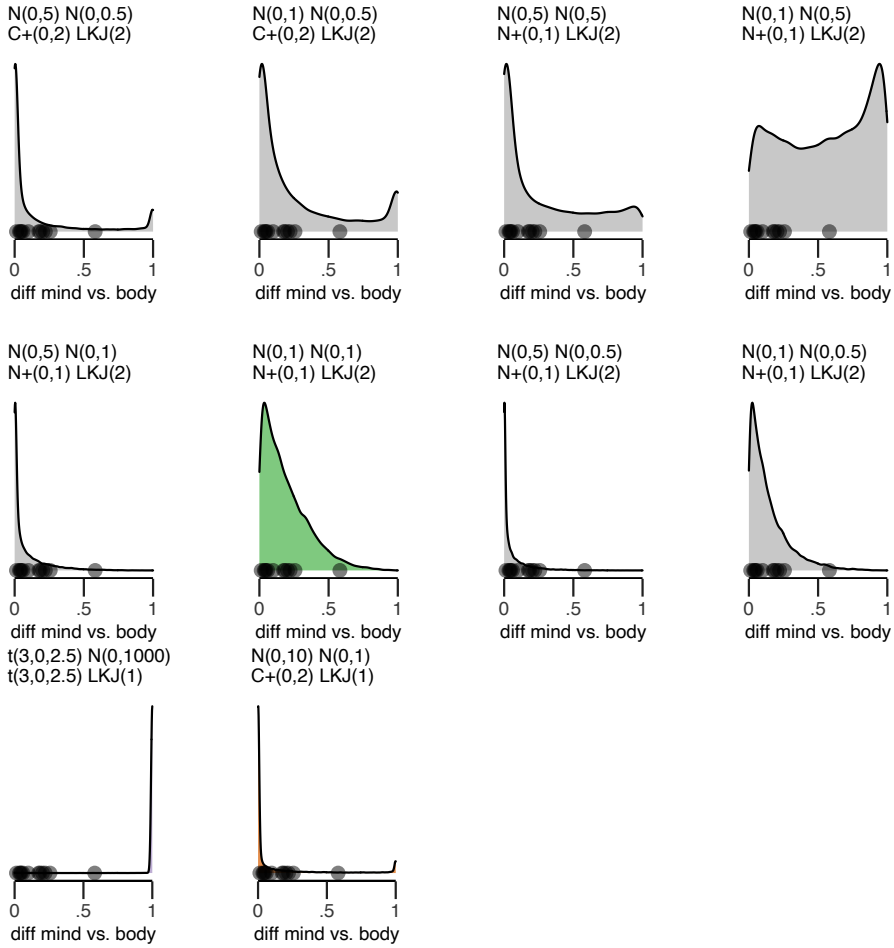 N(0,5) N(0,0.5)
C+(0,2) LKJ(2)
N(0,1) N(0,0.5)
C+(0,2) LKJ(2)
N(0,5) N(0,5)
N+(0,1) LKJ(2)
N(0,1) N(0,5)
N+(0,1) LKJ(2)
0 .5 1
0 .5 1
0 .5 1
0 .5 1
diff mind vs. body
diff mind vs. body
diff mind vs. body
diff mind vs. body
N(0,5) N(0,1)
N+(0,1) LKJ(2)
N(0,1) N(0,1)
N+(0,1) LKJ(2)
N(0,5) N(0,0.5)
N+(0,1) LKJ(2)
N(0,1) N(0,0.5)
N+(0,1) LKJ(2)
0 .5 1
0 .5 1
0 .5 1
0 .5 1
diff mind vs. body
diff mind vs. body
diff mind vs. body
diff mind vs. body
t(3,0,2.5) N(0,1000)
t(3,0,2.5) LKJ(1)
N(0,10) N(0,1)
C+(0,2) LKJ(1)
0 .5 1
0 .5 1
diff mind vs. body
diff mind vs. body